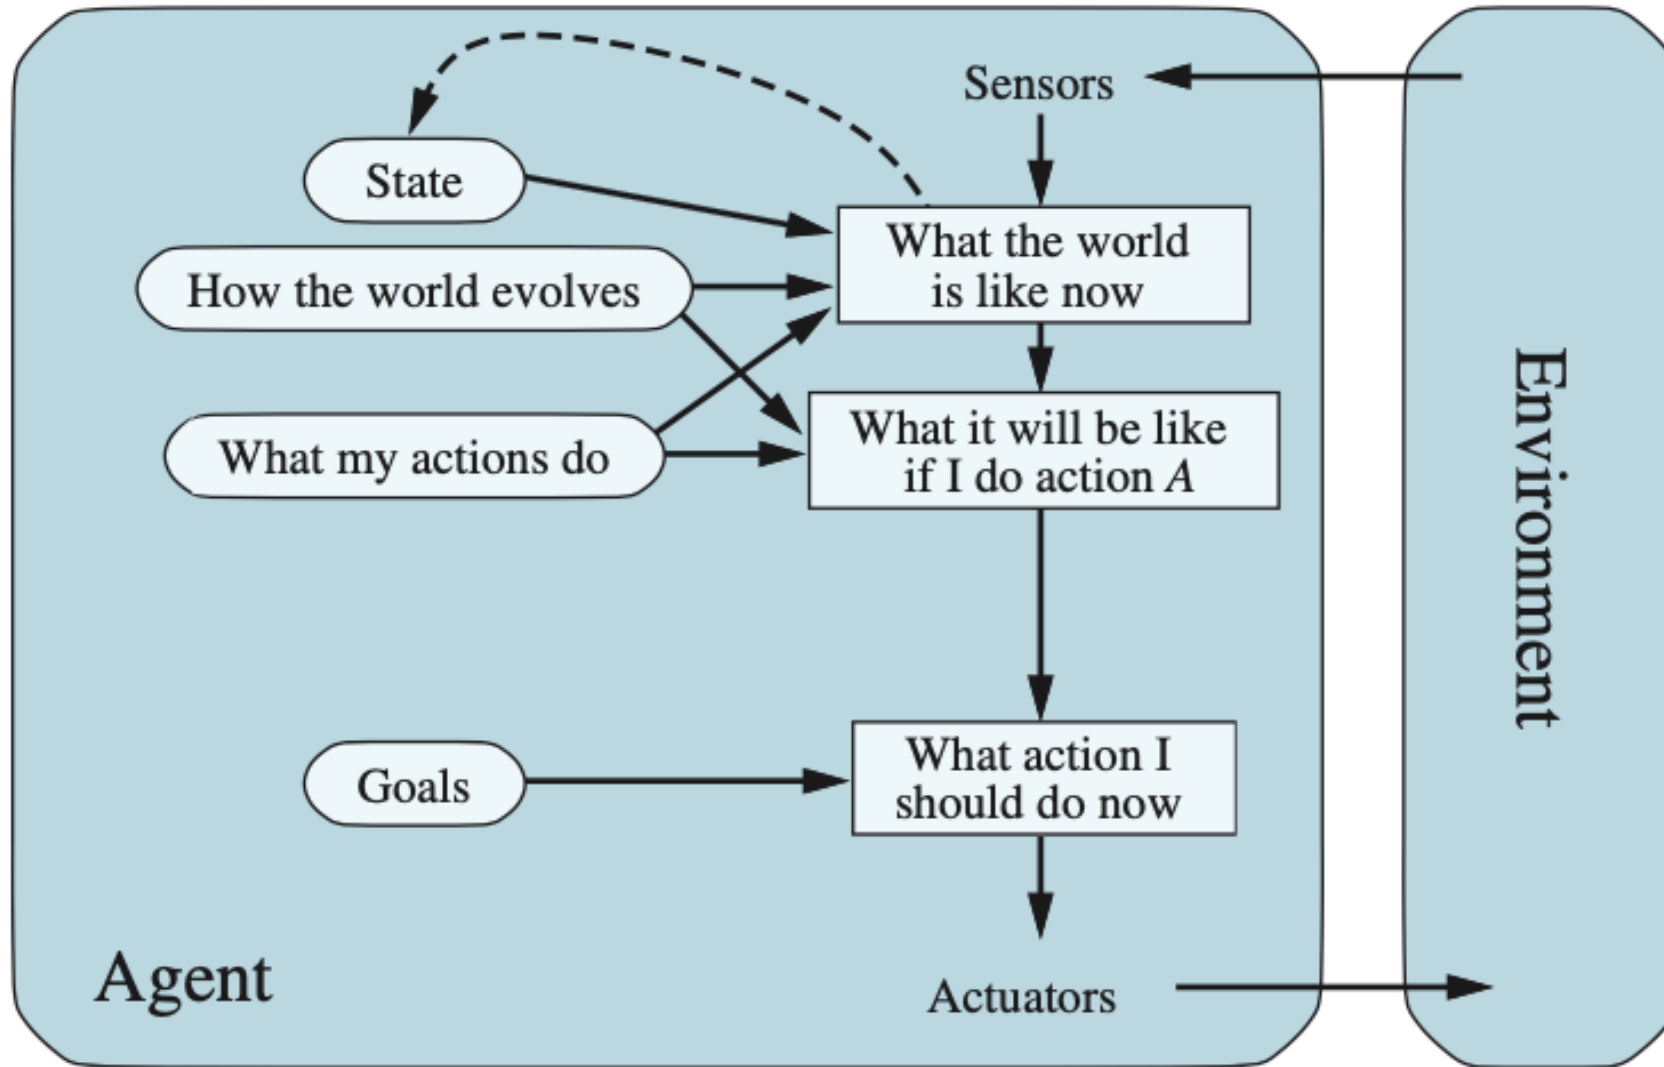 Sensors
State
What the world
is like now
How the world evolves
What my actions do
What it will be like
if I do action A
Environment
Goals
What action I
should do now
Agent
Actuators